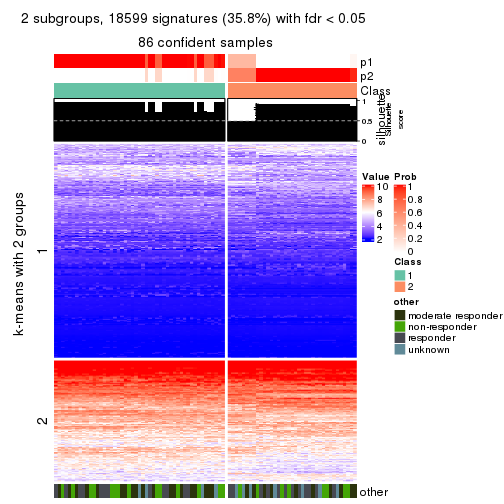 2 subgroups, 18599 signatures (35.8%) with fdr < 0.05
86 confident samples
p1
p2
Class
silhouette
Silhouette
score
1
0.5
0
k-means with 2 groups
1
2
Value
10
8
6
4
2
Prob
1
0.8
0.6
0.4
0.2
0
Class
1
2
other
moderate responder
non-responder
responder
unknown
other